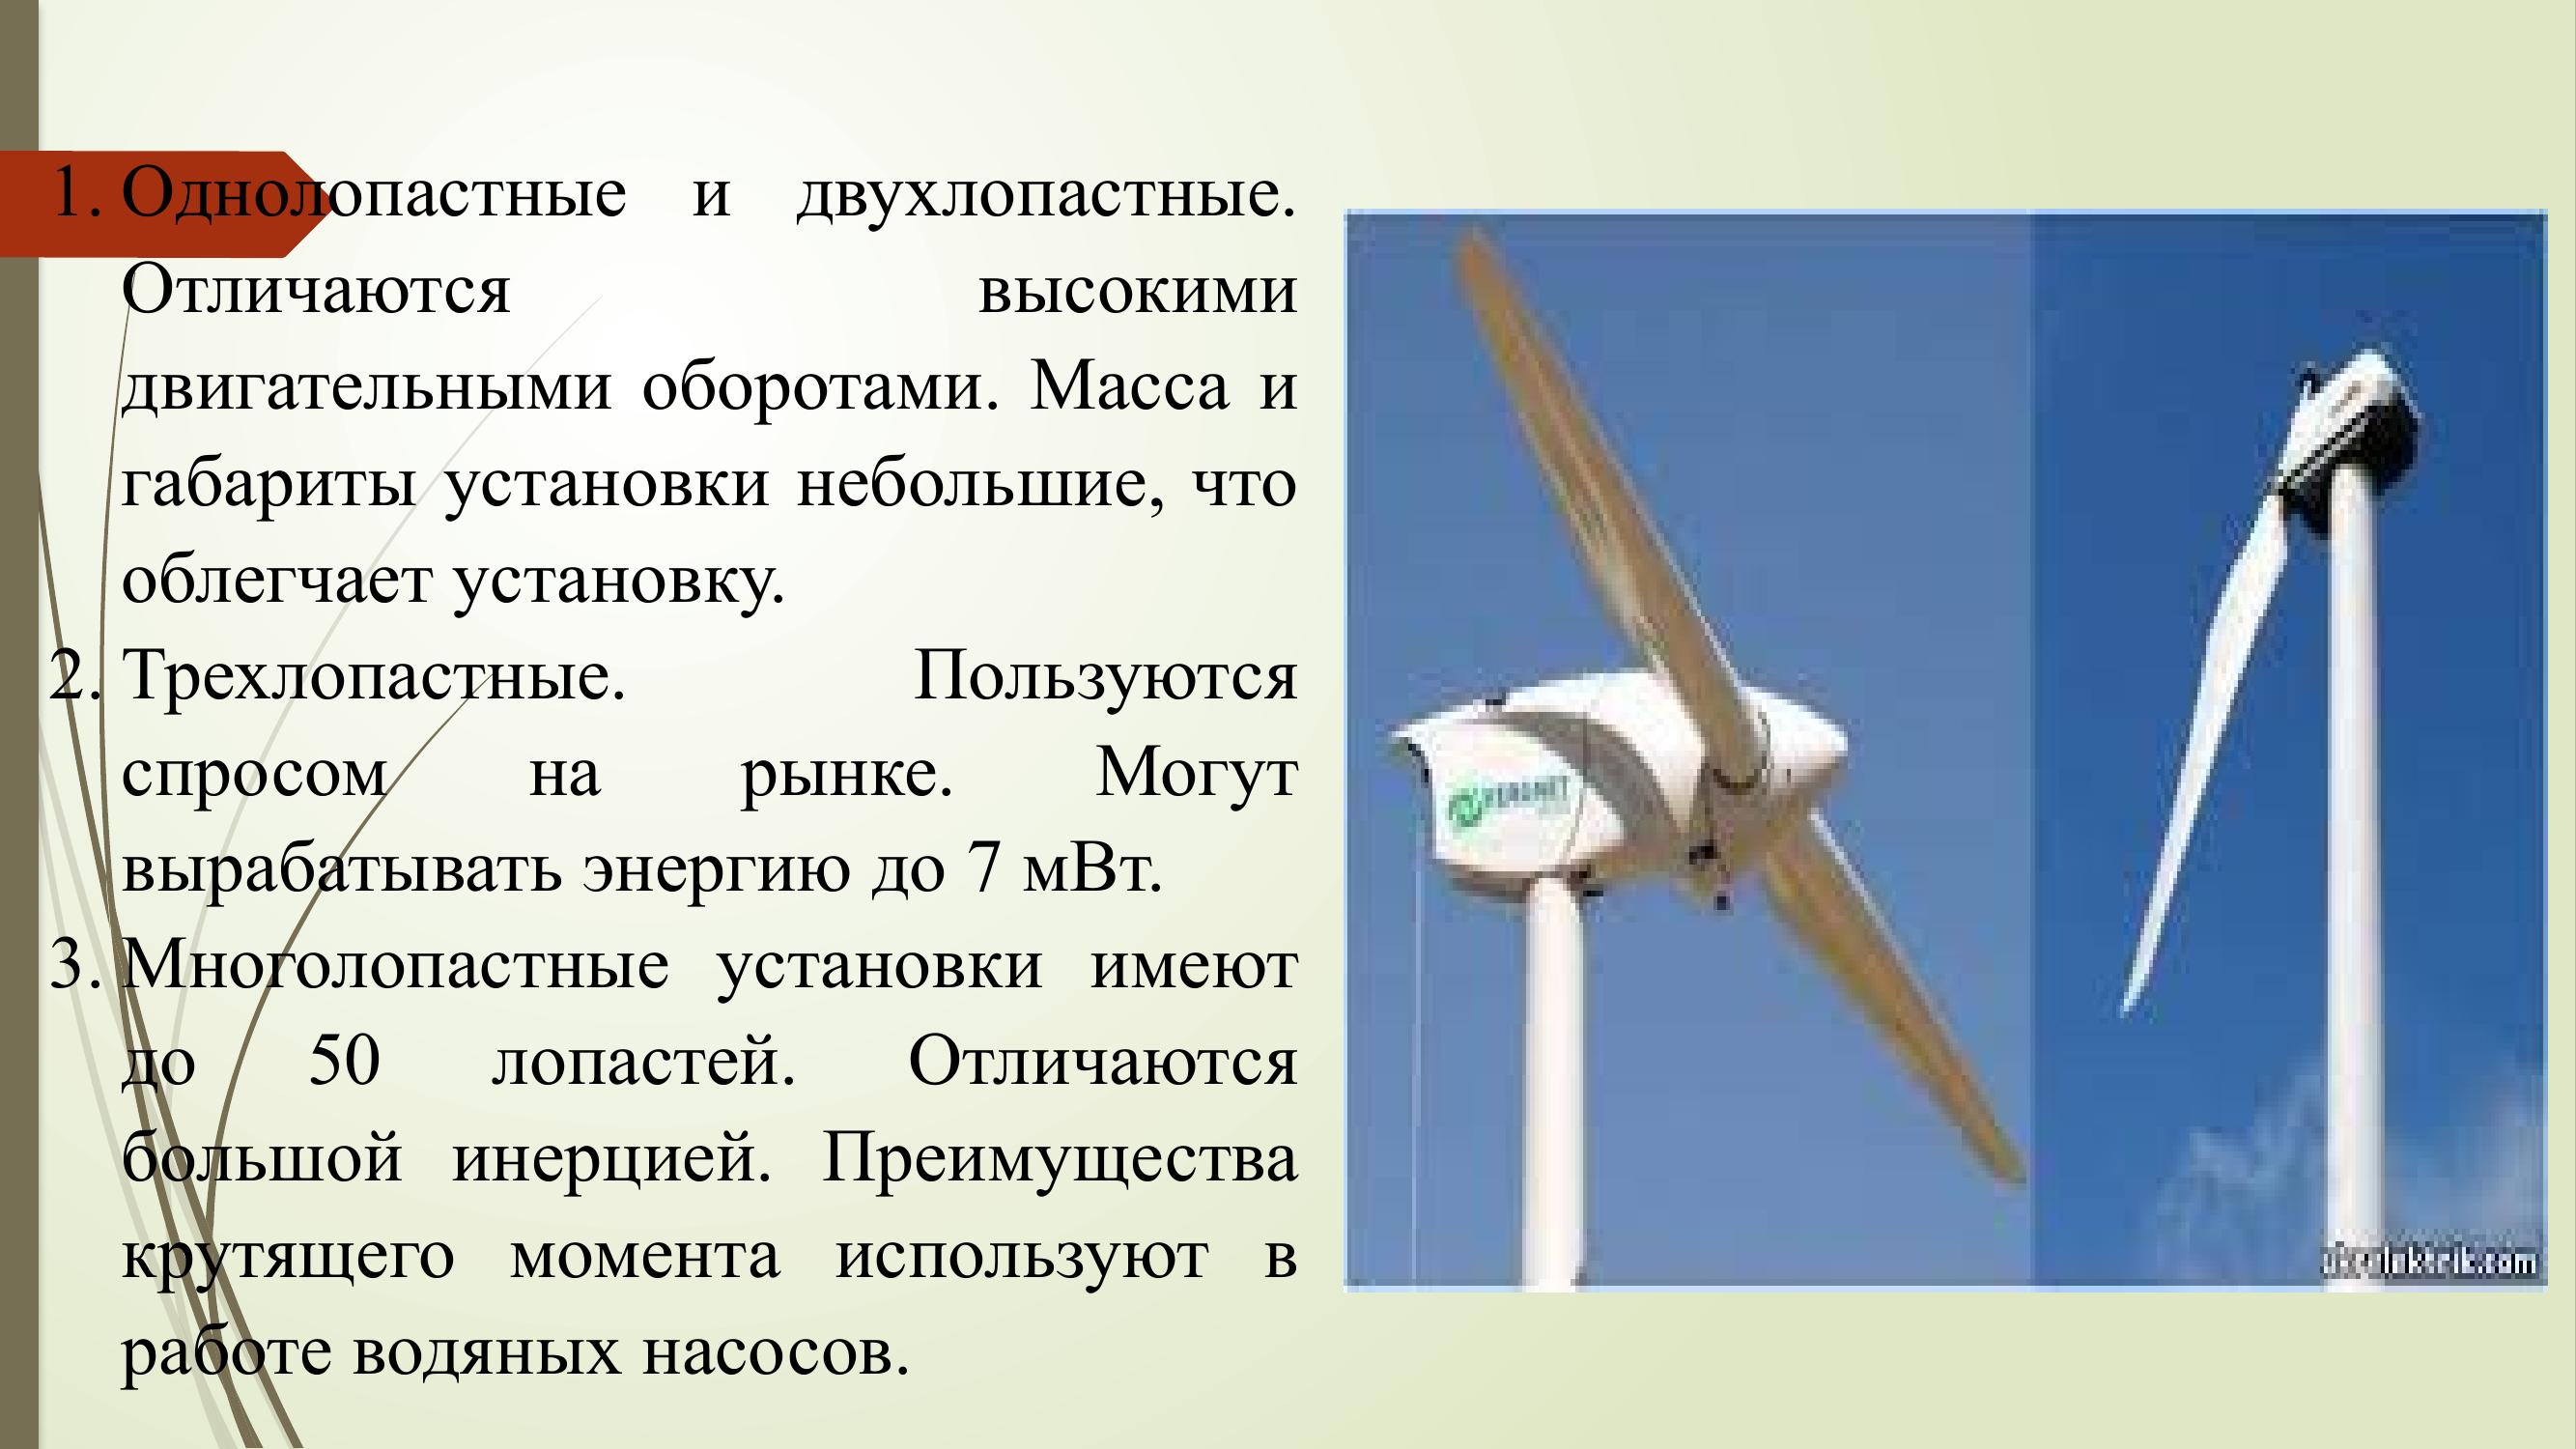 1. Однолопастные и двухлопастные.
Отличаются высокими
двигательными оборотами. Масса и
габариты установки небольшие, что
облегчает установку.
2. Трехлопастные. Пользуются
спросом на рынке. Могут
вырабатывать энергию до 7 мВт.
3. Многолопастные установки имеют
до 50 лопастей. Отличаются
большой инерцией. Преимущества
крутящего момента используют в
работе водяных насосов.
VERGNET